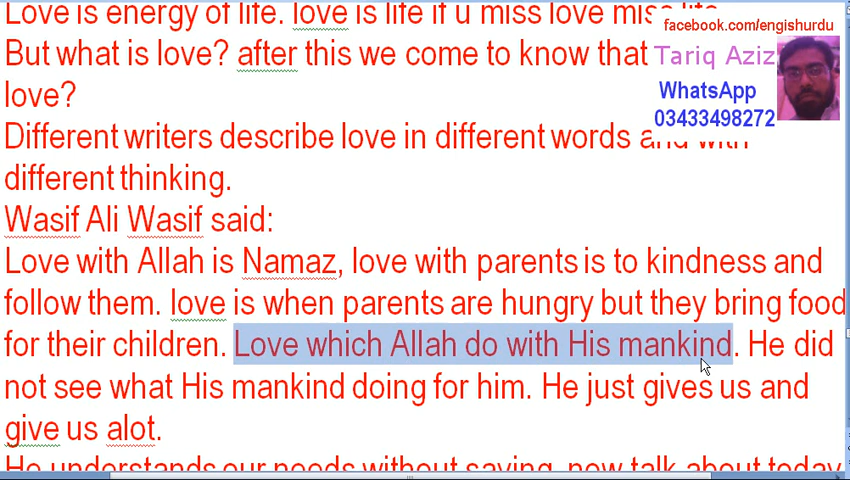 Love is energy of life. love is life if u miss love miss life
facebook.com/engishurdu
But what is love? after this we come to know that
Tariq Aziz
love?
WhatsApp
03433498272
Different writers describe love in different words and with
different thinking.
Wasif Ali Wasif said:
Love with Allah is Namaz, love with parents is to kindness and
follow them. love is when parents are hungry but they bring food
for their children. Love which Allah do with His mankind. He did
not see what His mankind doing for him. He just gives us and
give us alot.
He understands our needs without saying, now talk about today